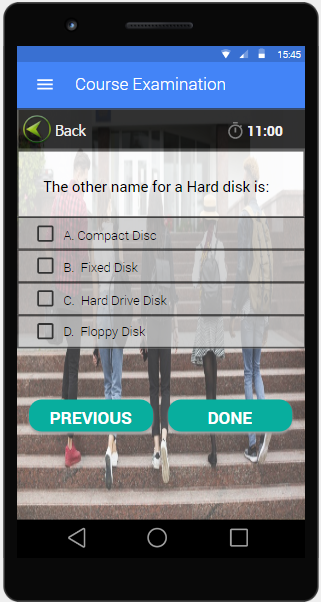 15:45
Course Examination
Back 11:00
The other name for a Hard disk is:
A. Compact Disc
B. Fixed Disk
C. Hard Drive Disk
D. Floppy Disk
PREVIOUS DONE